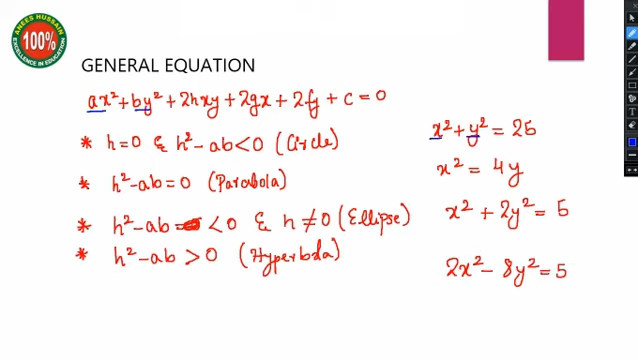 ANEES HUSSAIN
100%
EXCELLENCE IN EDUCATION
GENERAL EQUATION
ax² + by² + 2hxy + 2gx + 2fy + c = 0
* h = 0 & h² - ab < 0 (Circle)
* h² - ab = 0 (Parabola)
* h² - ab < 0 & h ≠ 0 (Ellipse)
* h² - ab > 0 (Hyperbola)
x² + y² = 25
x² = 4y
x² + 2y² = 5
2x² - 8y² = 5